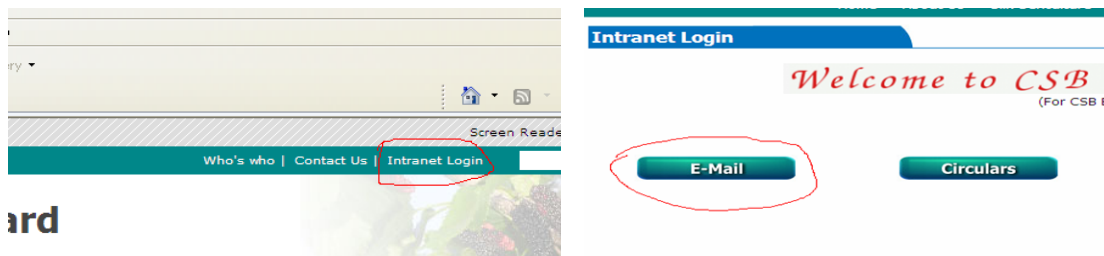 Screen Reade
Who's who | Contact Us | Intranet Login
ard
Intranet Login
Welcome to CSB
(For CSB E
E-Mail
Circulars